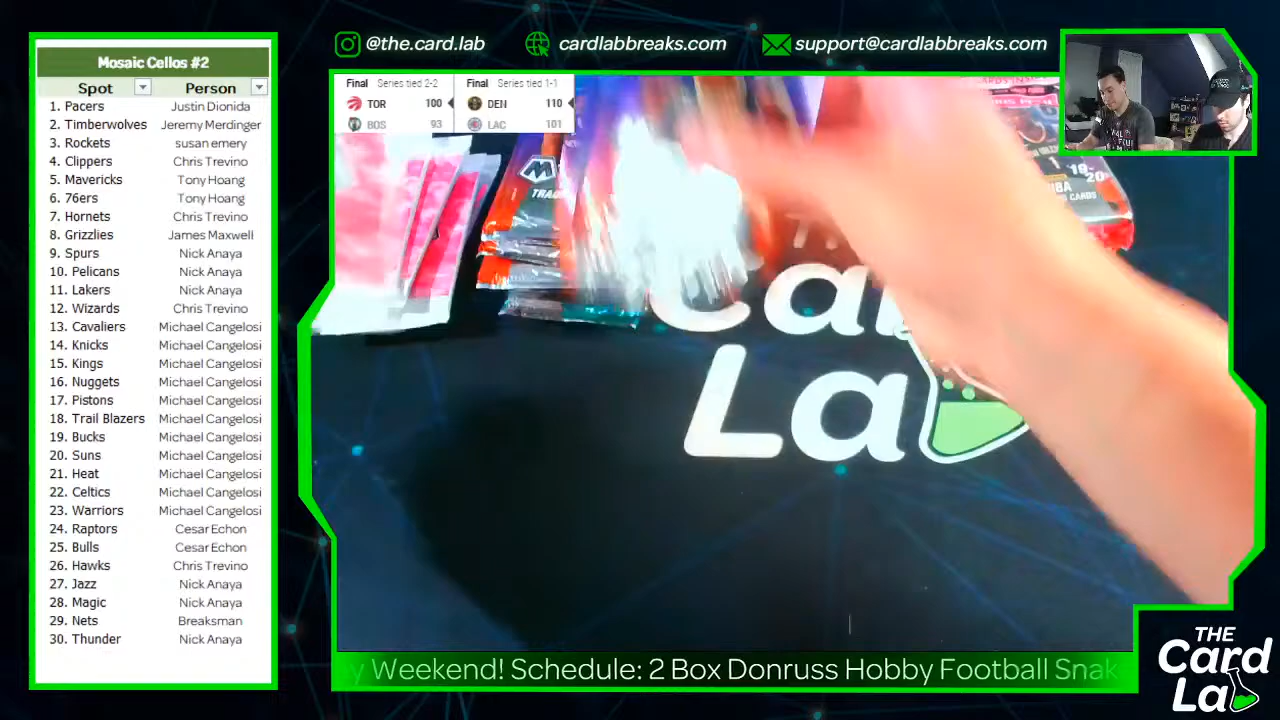 Mosaic Cellos #2
Spot Person
1. Pacers Justin Dionida
2. Timberwolves Jeremy Merdinger
3. Rockets susan emery
4. Clippers Chris Trevino
5. Mavericks Tony Hoang
6. 76ers Tony Hoang
7. Hornets Chris Trevino
8. Grizzlies James Maxwell
9. Spurs Nick Anaya
10. Pelicans Nick Anaya
11. Lakers Nick Anaya
12. Wizards Chris Trevino
13. Cavaliers Michael Cangelosi
14. Knicks Michael Cangelosi
15. Kings Michael Cangelosi
16. Nuggets Michael Cangelosi
17. Pistons Michael Cangelosi
18. Trail Blazers Michael Cangelosi
19. Bucks Michael Cangelosi
20. Suns Michael Cangelosi
21. Heat Michael Cangelosi
22. Celtics Michael Cangelosi
23. Warriors Michael Cangelosi
24. Raptors Cesar Echon
25. Bulls Cesar Echon
26. Hawks Chris Trevino
27. Jazz Nick Anaya
28. Magic Nick Anaya
29. Nets Breaksman
30. Thunder Nick Anaya
@the.card.lab cardlabbreaks.com support@cardlabbreaks.com
Final Series tied 2-2 Final Series tied 1-1
TOR 100 DEN 110
BOS 93 LAC 101
19-
20
CARDS
La
y Weekend! Schedule: 2 Box Donruss Hobby Football Snak
THE
Card
Lab